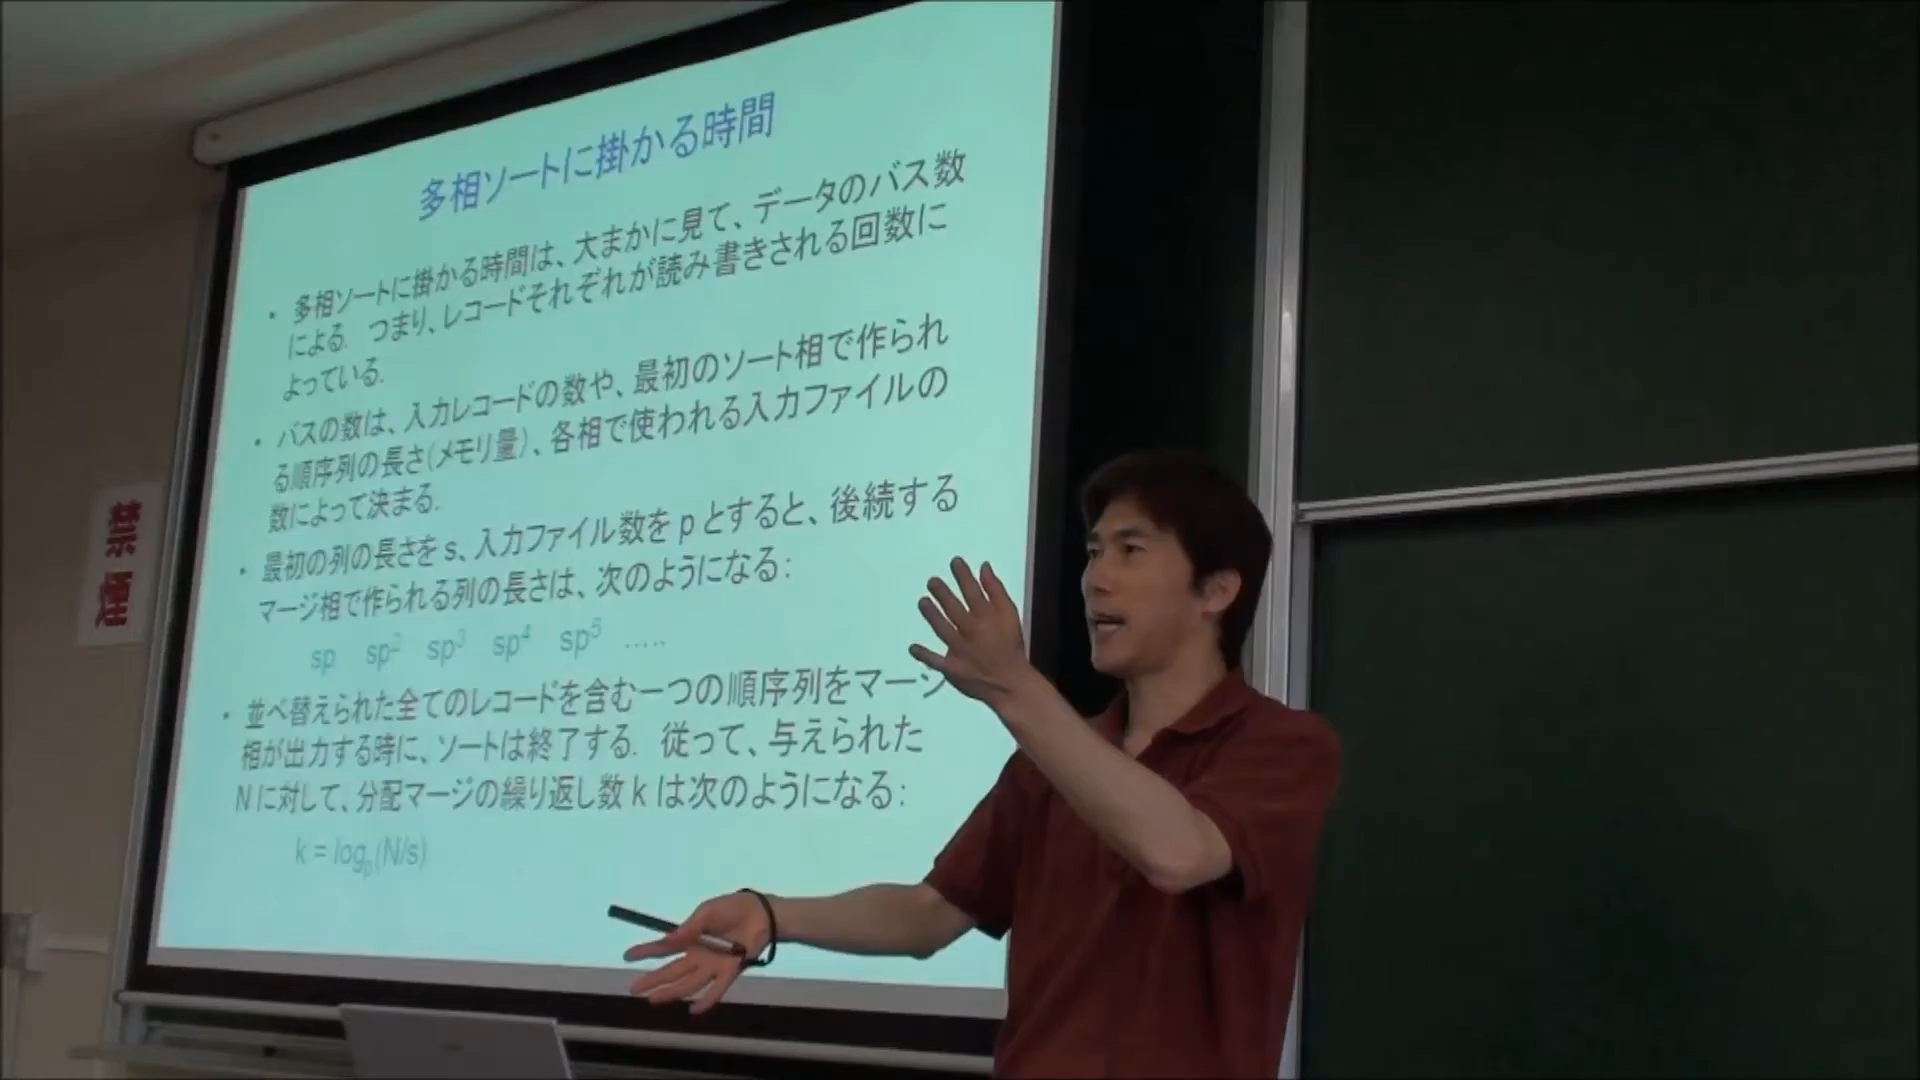 多相ソートに掛かる時間
• 多相ソートに掛かる時間は、大まかに見て、データのバス数
による. つまり、レコードそれぞれが読み書きされる回数に
よっている.
• バスの数は、入力レコードの数や、最初のソート相で作られ
る順序列の長さ(メモリ量)、各相で使われる入力ファイルの
数によって決まる.
• 最初の列の長さを s、入力ファイル数を p とすると、後続する
マージ相で作られる列の長さは、次のようになる:
sp sp² sp³ sp⁴ sp⁵ .....
• 並べ替えられた全てのレコードを含む一つの順序列をマージ
相が出力する時に、ソートは終了する. 従って、与えられた
N に対して、分配マージの繰り返し数 k は次のようになる:
k = logₚ(N/s)
禁
煙